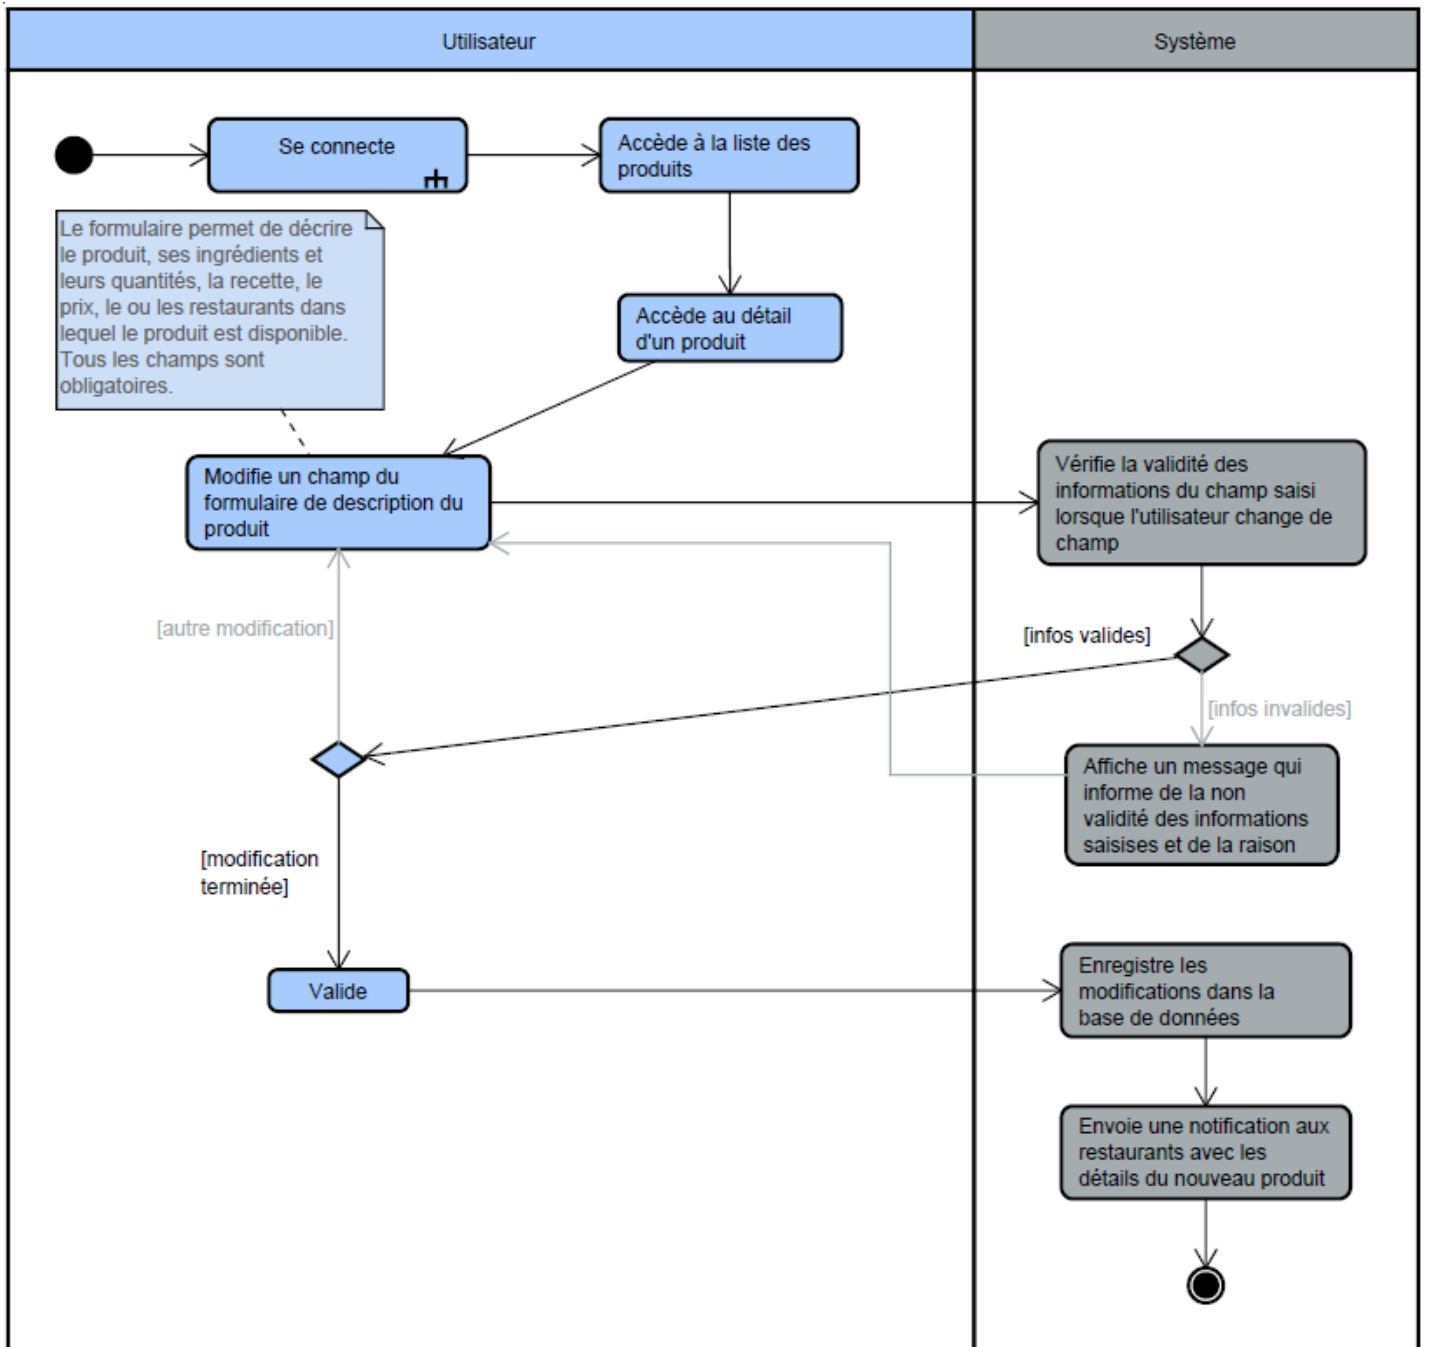 Utilisateur
Système
Se connecte
Accède à la liste des
produits
Le formulaire permet de décrire
le produit, ses ingrédients et
leurs quantités, la recette, le
prix, le ou les restaurants dans
lequel le produit est disponible.
Tous les champs sont
obligatoires.
Accède au détail
d'un produit
Modifie un champ du
formulaire de description du
produit
Vérifie la validité des
informations du champ saisi
lorsque l'utilisateur change de
champ
[autre modification]
[infos valides]
[infos invalides]
Affiche un message qui
informe de la non
validité des informations
saisises et de la raison
[modification
terminée]
Valide
Enregistre les
modifications dans la
base de données
Envoie une notification aux
restaurants avec les
détails du nouveau produit